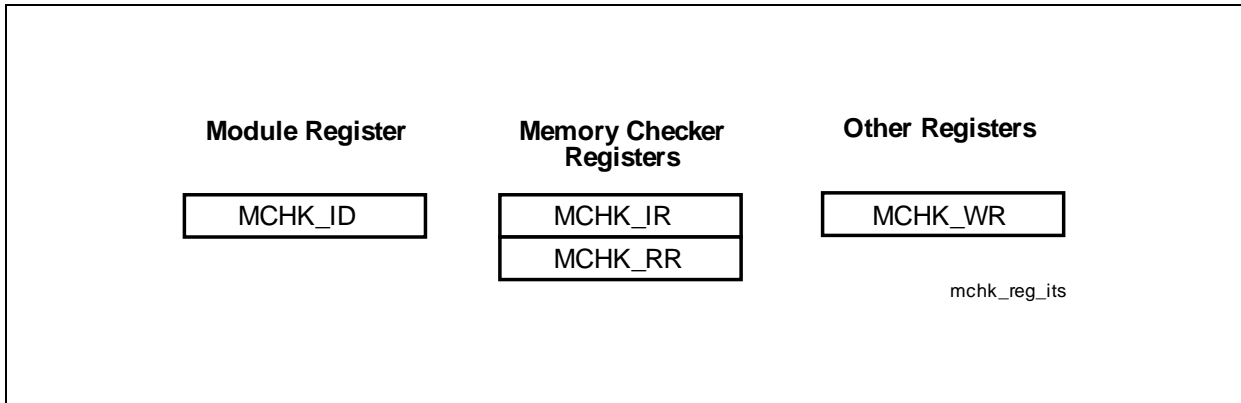 Module Register
MCHK_ID
Memory Checker
Registers
MCHK_IR
MCHK_RR
Other Registers
MCHK_WR
mchk_reg_its